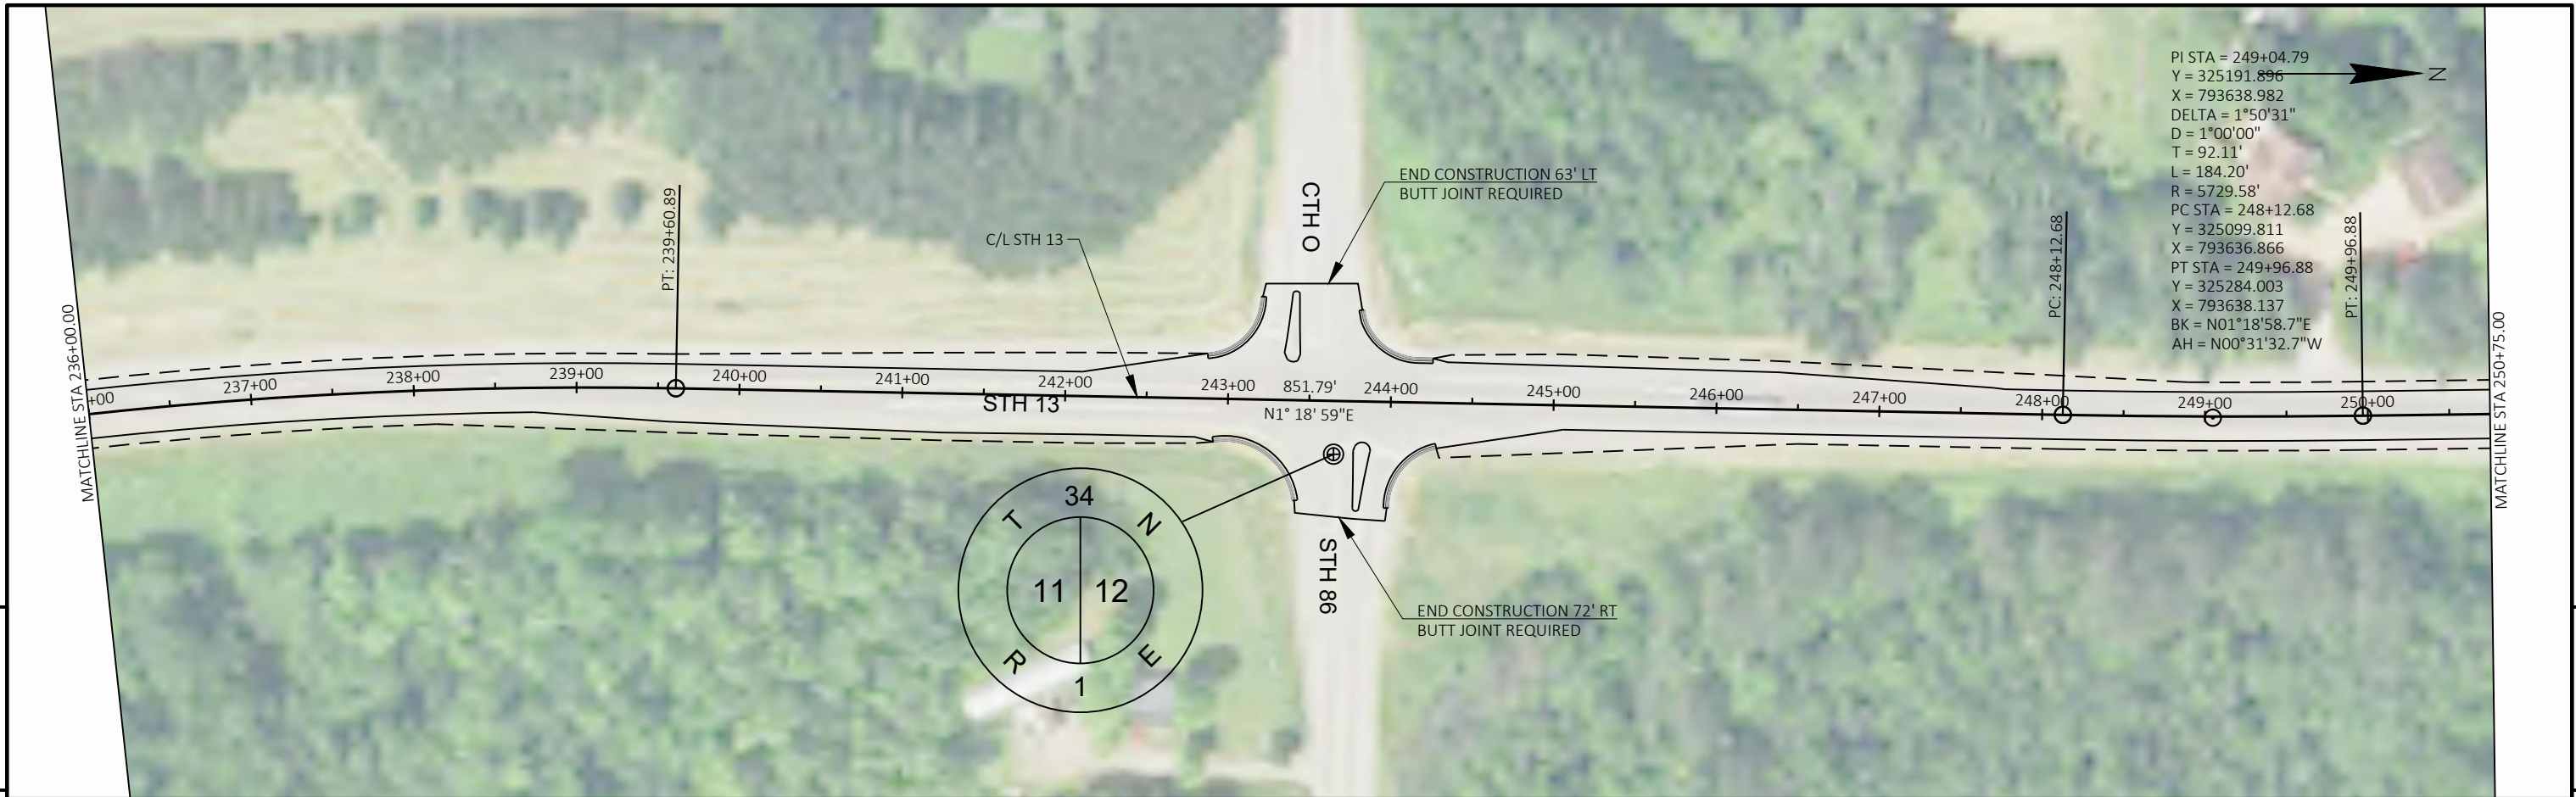 PI STA = 249+04.79
Y = 325191.896
X = 793638.982
DELTA = 1°50'31"
D = 1°00'00"
T = 92.11'
L = 184.20'
R = 5729.58'
PC STA = 248+12.68
Y = 325099.811
X = 793636.866
PT STA = 249+96.88
Y = 325284.003
X = 793638.137
BK = N01°18'58.7"E
AH = N00°31'32.7"W
N
END CONSTRUCTION 63' LT
BUTT JOINT REQUIRED
CTH O
C/L STH 13
PT: 239+60.89
PC: 248+12.68
PT: 249+96.88
MATCHLINE STA 236+00.00
MATCHLINE STA 250+75.00
+00
237+00
238+00
239+00
240+00
241+00
242+00
243+00
851.79'
244+00
245+00
246+00
247+00
248+00
249+00
250+00
STH 13
N1° 18' 59"E
34
T N
11 12
R E
1
STH 86
END CONSTRUCTION 72' RT
BUTT JOINT REQUIRED